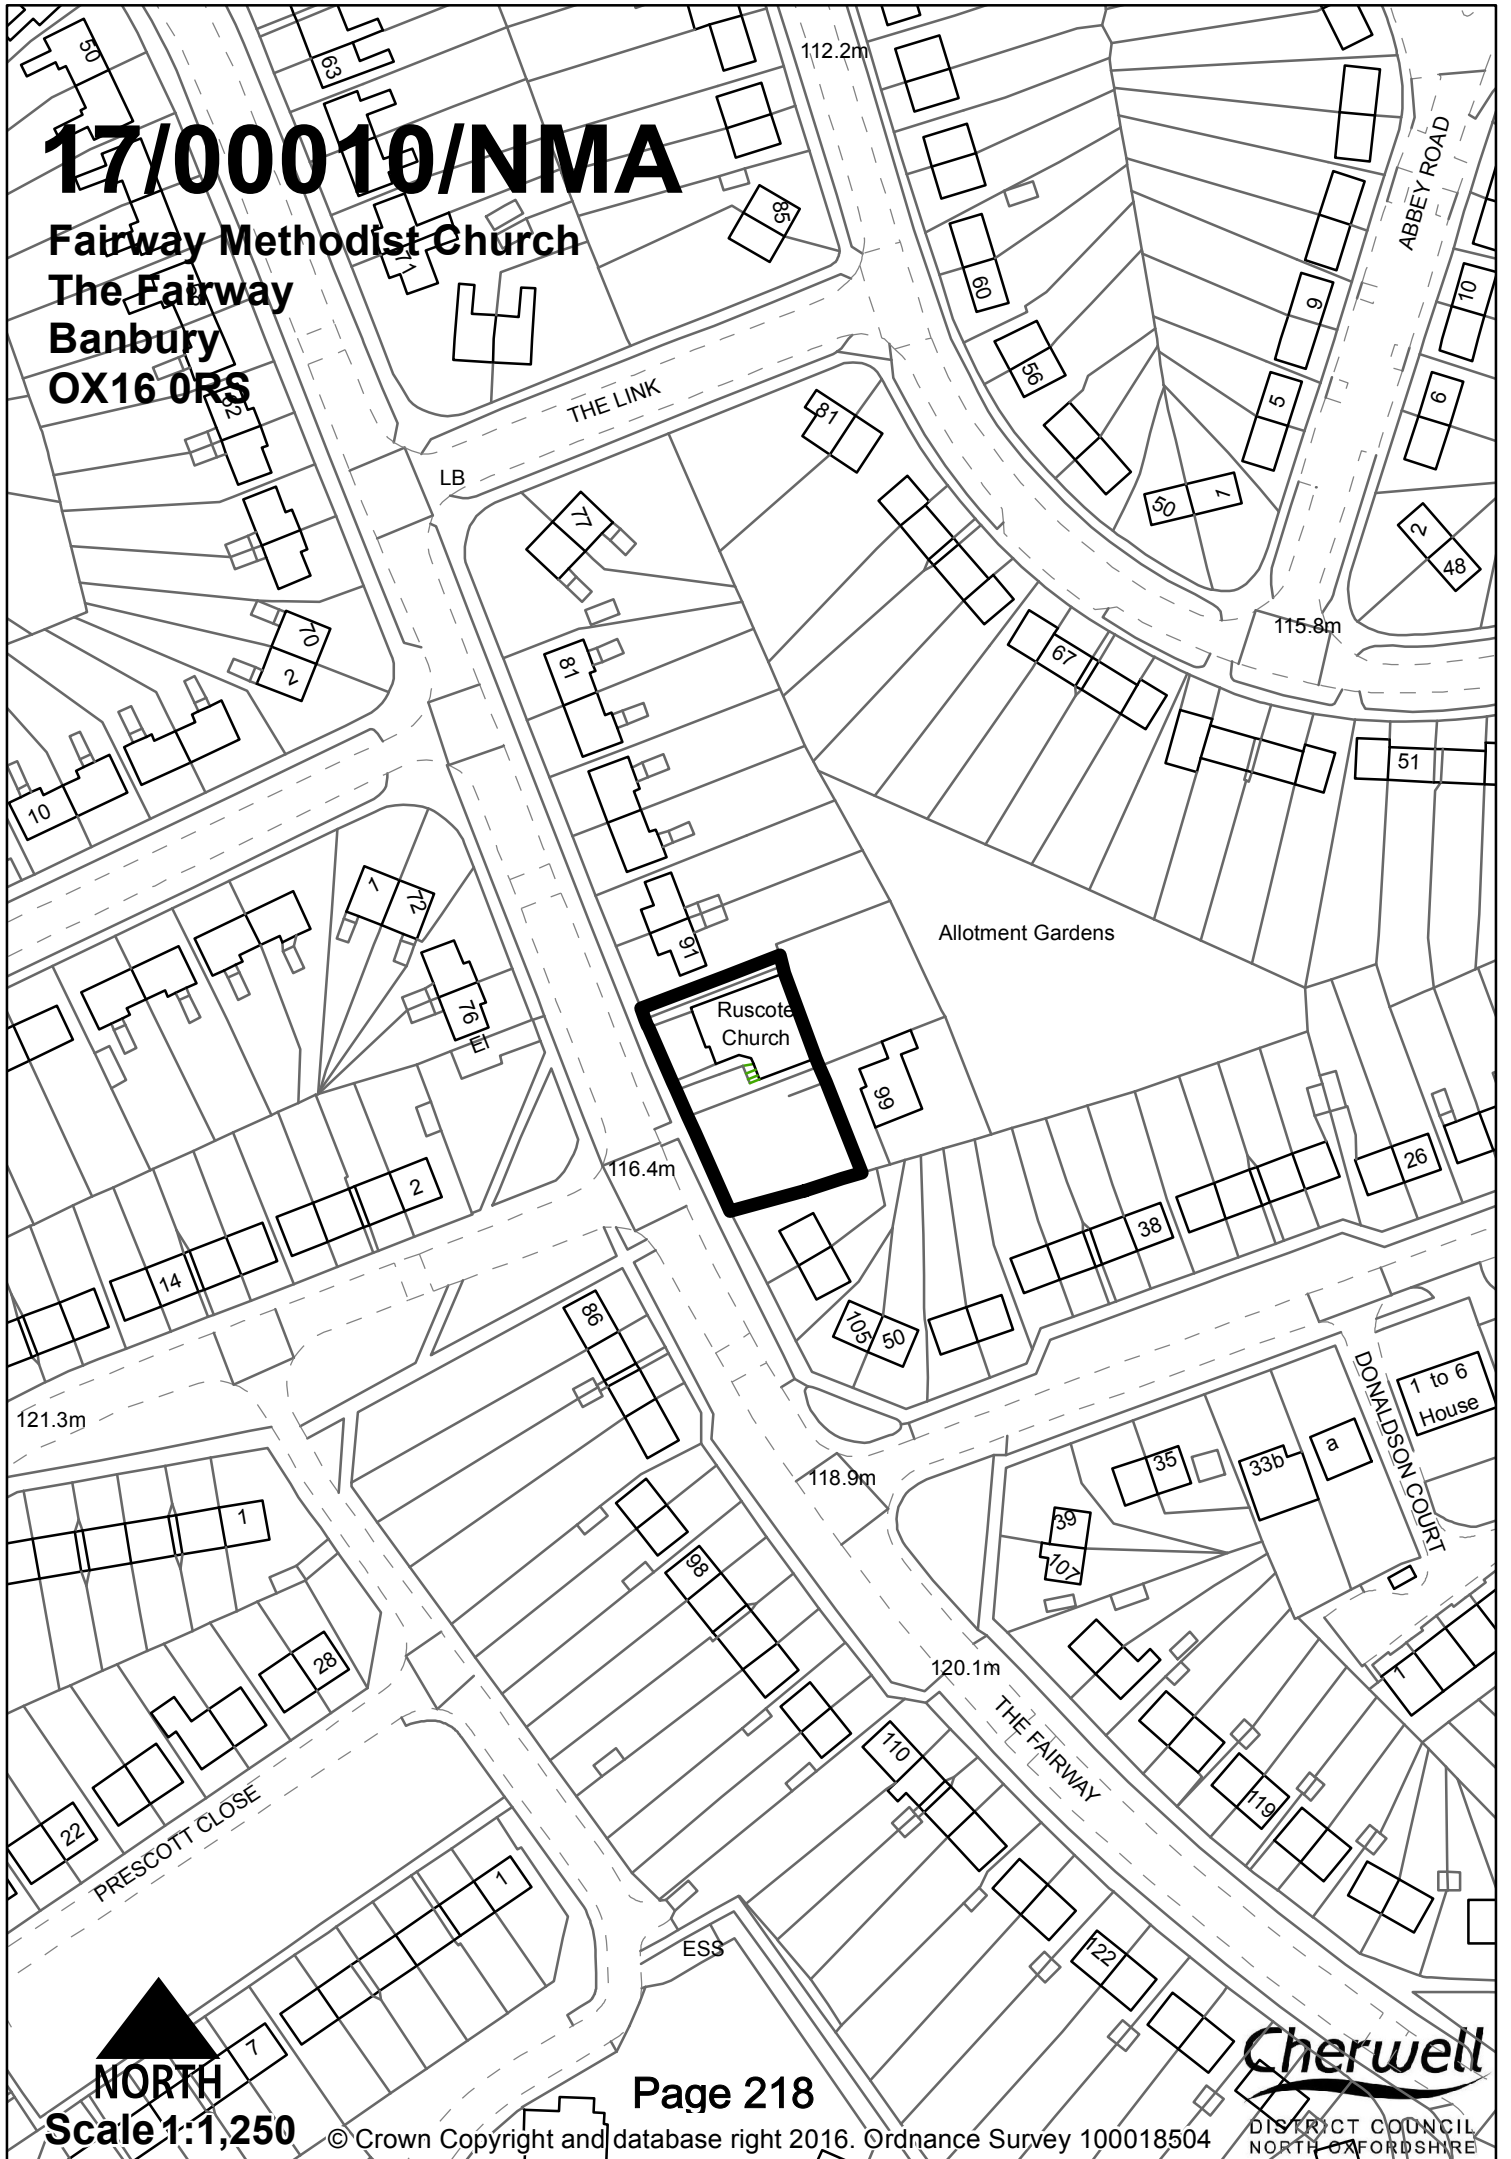 17/00010/NMA
Fairway Methodist Church
The Fairway
Banbury
OX16 0RS
50
63
112.2m
ABBEY ROAD
85
71
60
9
10
56
5
6
62
THE LINK
81
LB
77
50
1
2
48
115.8m
70
2
81
67
51
10
1
72
91
Allotment Gardens
76
El
Ruscote
Church
99
116.4m
2
26
38
14
86
105
50
DONALDSON COURT
1 to 6
House
121.3m
118.9m
35
33b
a
1
39
107
98
28
120.1m
1
THE FAIRWAY
110
119
22
PRESCOTT CLOSE
1
122
ESS
7
NORTH
Scale 1:1,250
Page 218
© Crown Copyright and database right 2016. Ordnance Survey 100018504
Cherwell
DISTRICT COUNCIL
NORTH OXFORDSHIRE